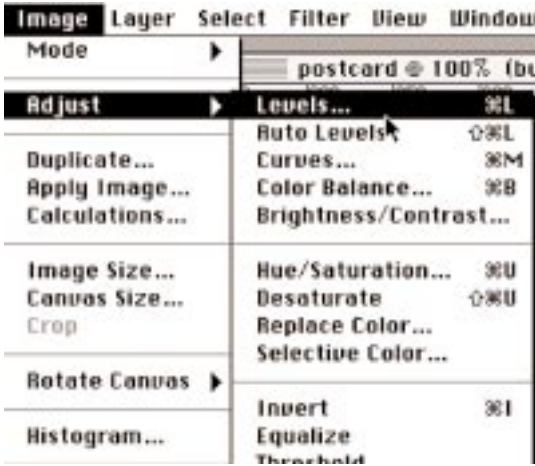 Image Layer Select Filter View Window
Mode
postcard @ 100% (bu
Adjust
Duplicate...
Apply Image...
Calculations...
Image Size...
Canvas Size...
Crop
Rotate Canvas
Histogram...
Levels... ⌘L
Auto Levels ⇧⌘L
Curves... ⌘M
Color Balance... ⌘B
Brightness/Contrast...
Hue/Saturation... ⌘U
Desaturate ⇧⌘U
Replace Color...
Selective Color...
Invert ⌘I
Equalize
Threshold